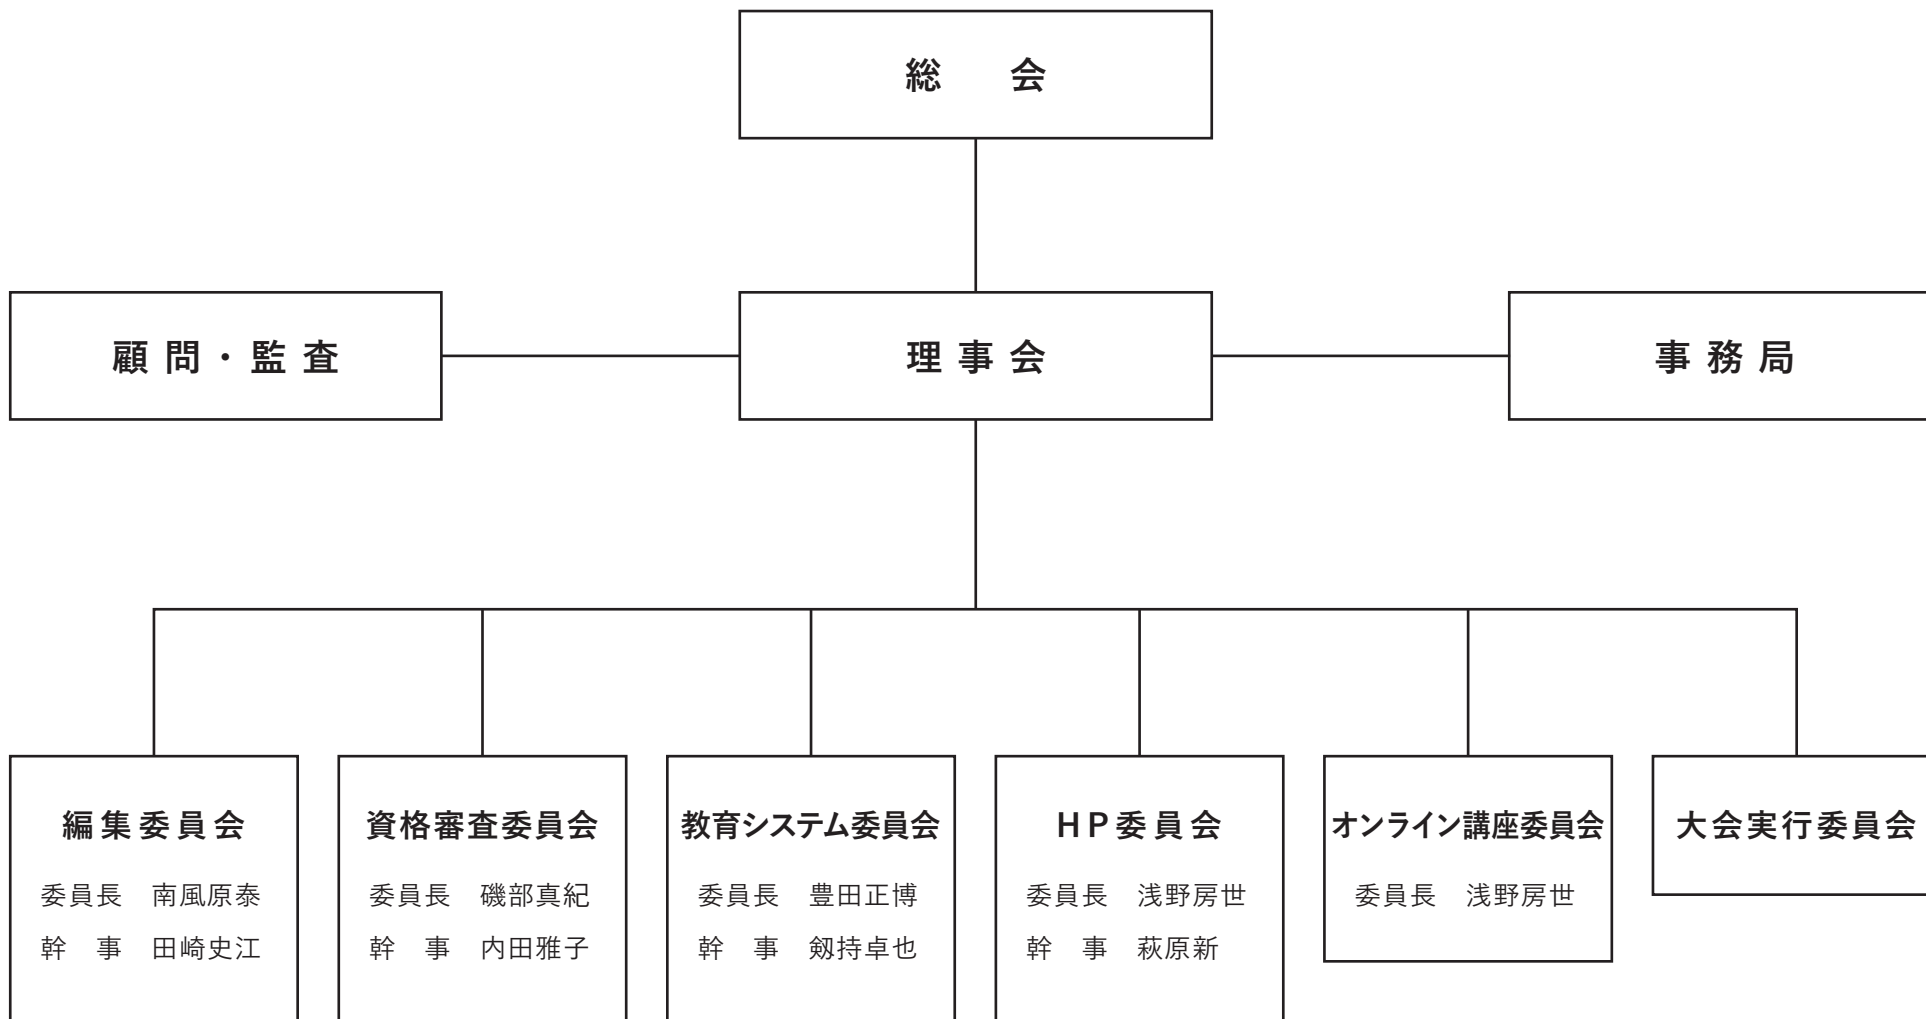 総　会
顧問・監査
理事会
事務局
編集委員会
委員長　南風原泰
幹　事　田崎史江
資格審査委員会
委員長　磯部真紀
幹　事　内田雅子
教育システム委員会
委員長　豊田正博
幹　事　剱持卓也
HP委員会
委員長　浅野房世
幹　事　萩原新
オンライン講座委員会
委員長　浅野房世
大会実行委員会